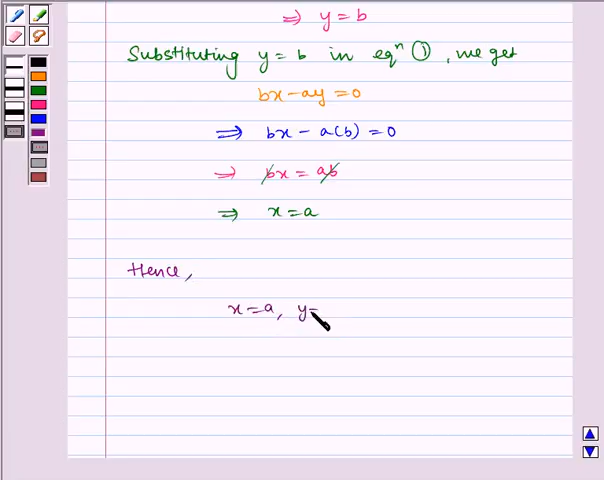 ⇒ y = b
Substituting y = b in eqⁿ ①, we get
bx - ay = 0
⇒ bx - a(b) = 0
⇒ bx = ab
⇒ x = a
Hence,
x = a, y =